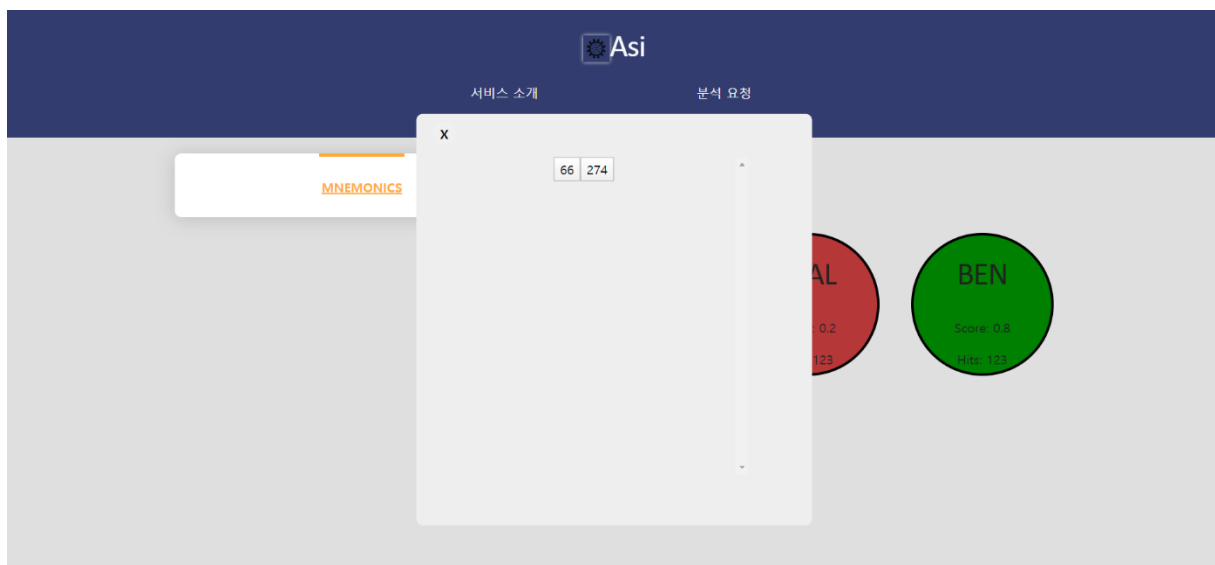 Asi
서비스 소개 분석 요청
X
66 274
MNEMONICS
AL BEN
: 0.2 Score: 0.8
123 Hits: 123